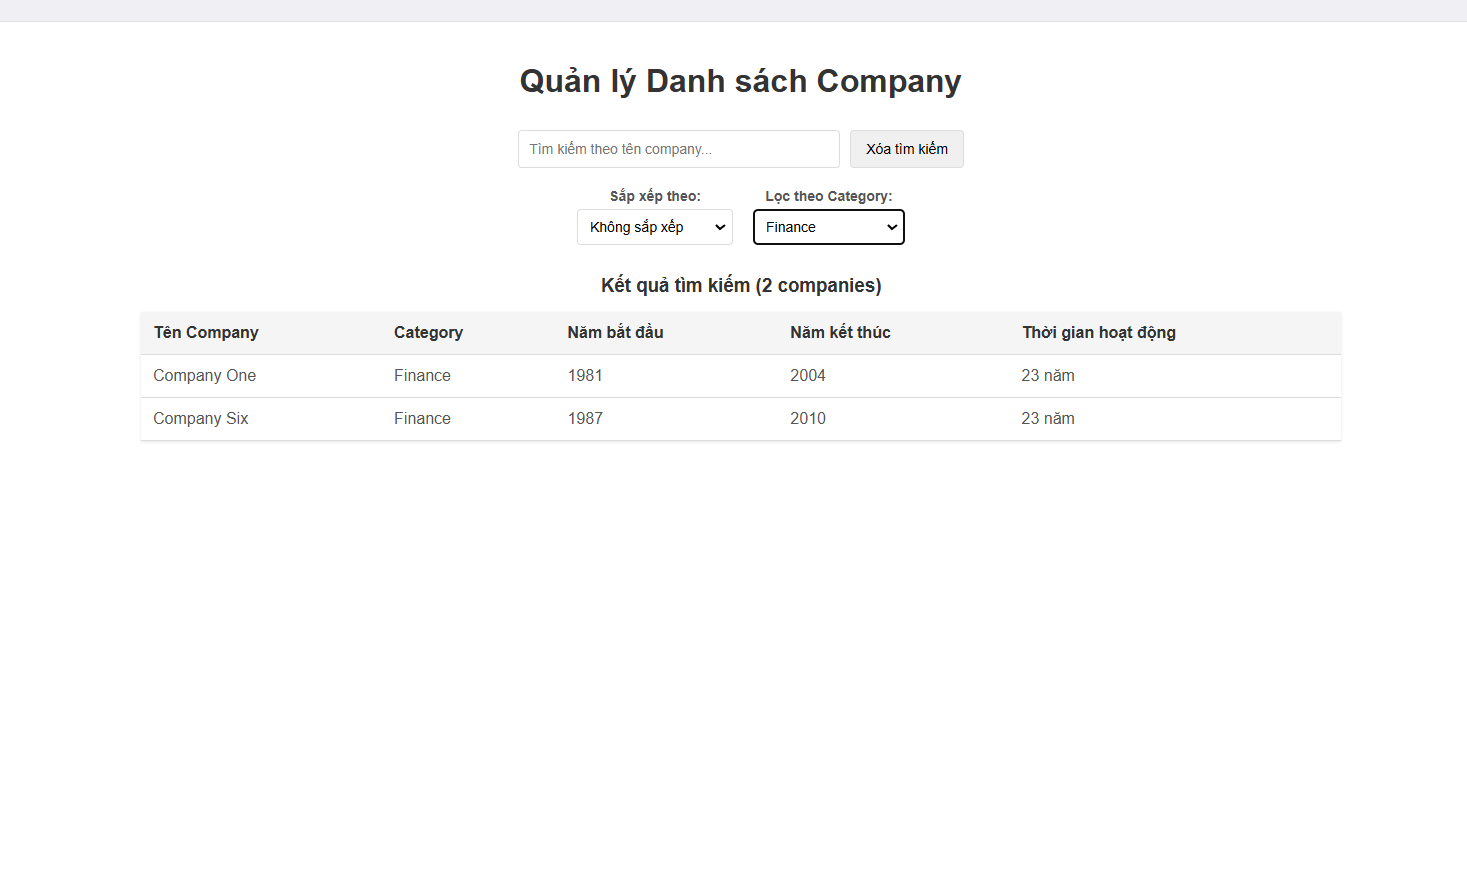 Quản lý Danh sách Company
Tìm kiếm theo tên company...
Xóa tìm kiếm
Sắp xếp theo:
Lọc theo Category:
Không sắp xếp
Finance
Kết quả tìm kiếm (2 companies)
Tên Company Category Năm bắt đầu Năm kết thúc Thời gian hoạt động
Company One Finance 1981 2004 23 năm
Company Six Finance 1987 2010 23 năm